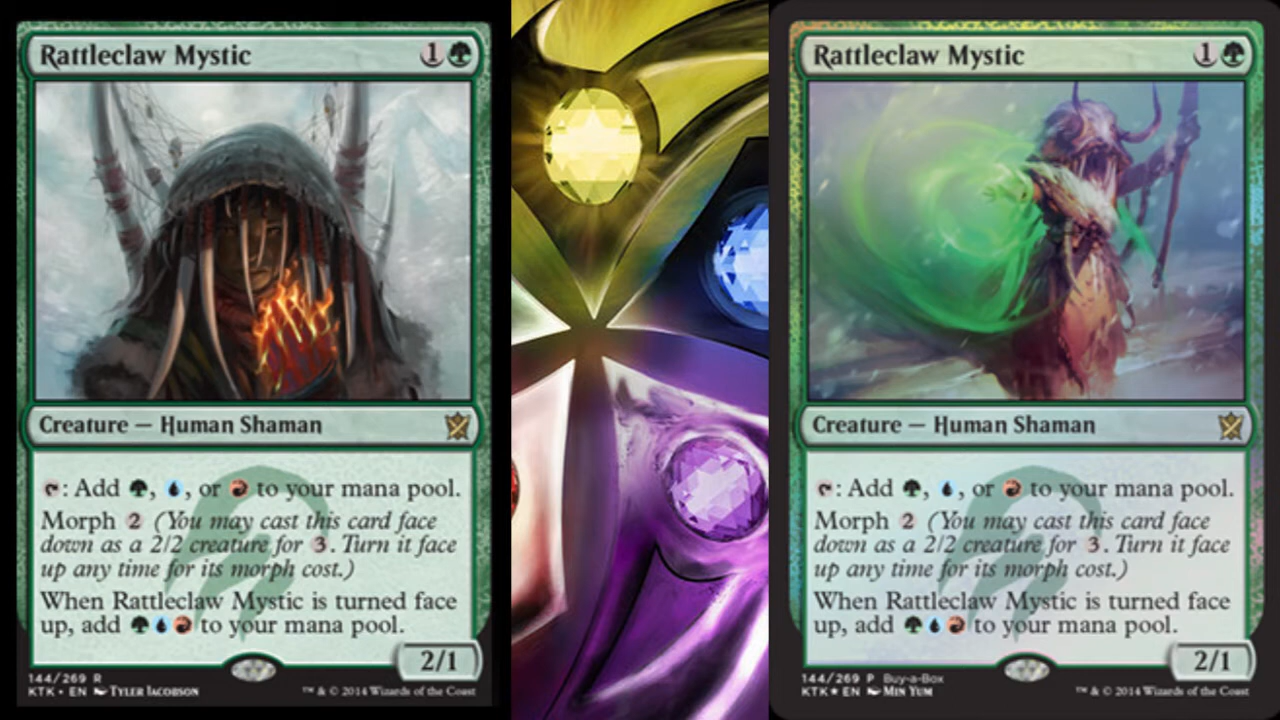 Rattleclaw Mystic 1
Creature — Human Shaman
: Add , , or to your mana pool.
Morph 2 (You may cast this card face
down as a 2/2 creature for 3. Turn it face
up any time for its morph cost.)
When Rattleclaw Mystic is turned face
up, add to your mana pool.
2/1
144/269 R
KTK • EN Tyler Jacobson
™ & © 2014 Wizards of the Coast
Rattleclaw Mystic 1
Creature — Human Shaman
: Add , , or to your mana pool.
Morph 2 (You may cast this card face
down as a 2/2 creature for 3. Turn it face
up any time for its morph cost.)
When Rattleclaw Mystic is turned face
up, add to your mana pool.
2/1
144/269 P Buy-a-Box
KTK★EN Min Yum
™ & © 2014 Wizards of the Coast